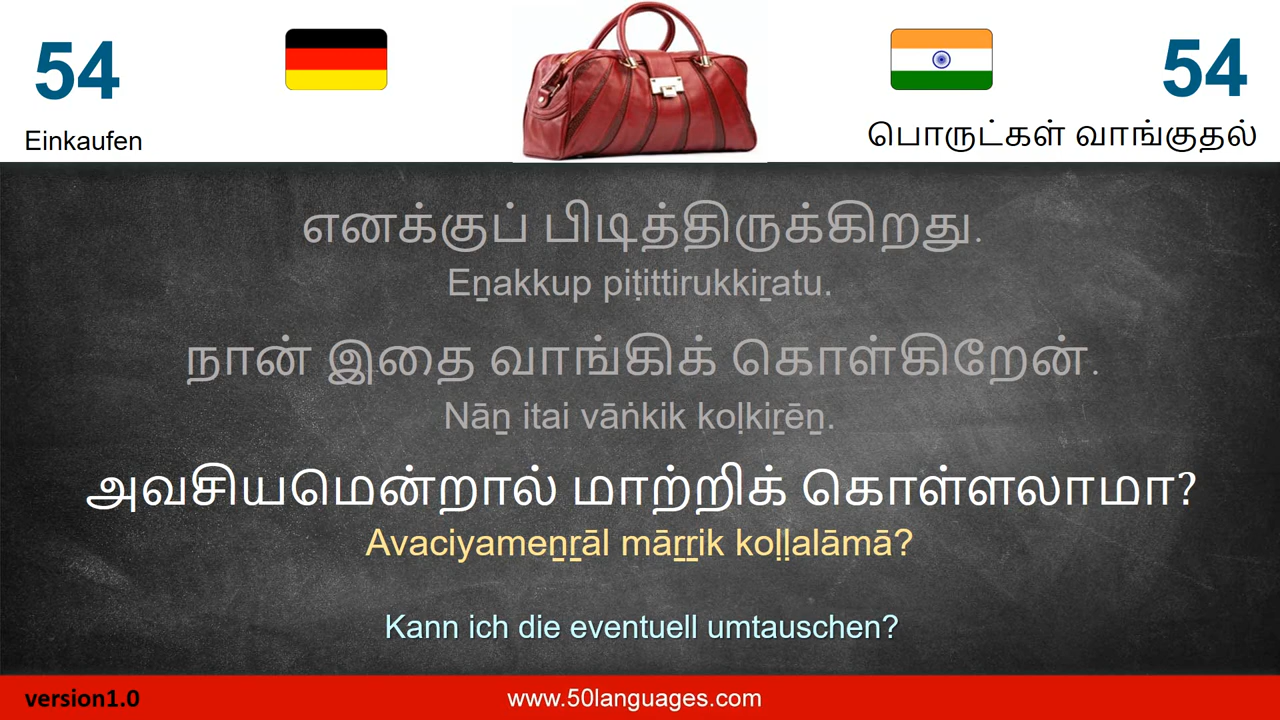 54
54
Einkaufen
பொருட்கள் வாங்குதல்
எனக்குப் பிடித்திருக்கிறது.
Eṉakkup piṭittirukkiṟatu.
நான் இதை வாங்கிக் கொள்கிறேன்.
Nāṉ itai vāṅkik koḷkiṟēṉ.
அவசியமென்றால் மாற்றிக் கொள்ளலாமா?
Avaciyameṉṟāl māṟṟik koḷḷalāmā?
Kann ich die eventuell umtauschen?
version1.0
www.50languages.com